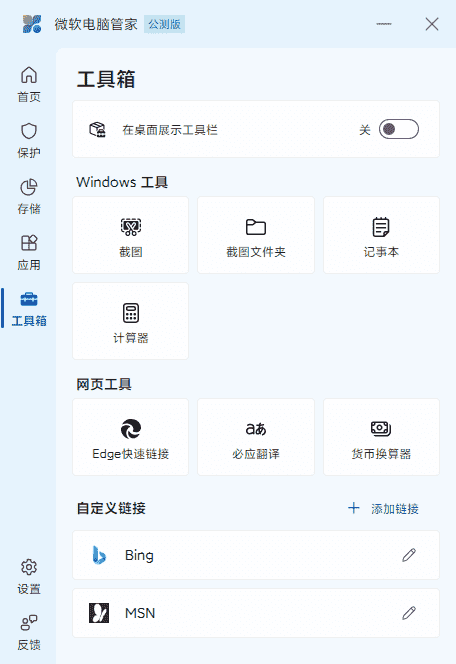 微软电脑管家 公测版
首页
保护
存储
应用
工具箱
设置
反馈
工具箱
在桌面展示工具栏 关
Windows 工具
截图 截图文件夹 记事本
计算器
网页工具
Edge快速链接 必应翻译 货币换算器
自定义链接 添加链接
Bing
MSN